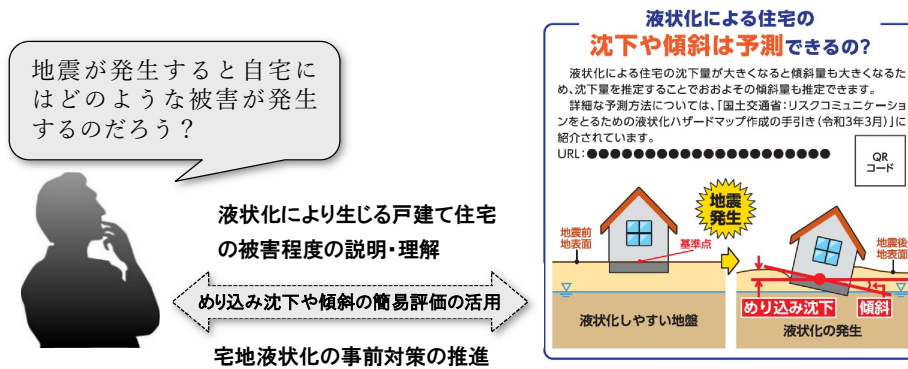 地震が発生すると自宅に
はどのような被害が発生
するのだろう？
液状化により生じる戸建て住宅
の被害程度の説明・理解
めり込み沈下や傾斜の簡易評価の活用
宅地液状化の事前対策の推進
液状化による住宅の
沈下や傾斜は予測できるの?
液状化による住宅の沈下量が大きくなると傾斜量も大きくなるた
め、沈下量を推定することでおおよその傾斜量も推定できます。
詳細な予測方法については、「国土交通省:リスクコミュニケーショ
ンをとるための液状化ハザードマップ作成の手引き(令和3年3月)」に
紹介されています。
URL:●●●●●●●●●●●●●●●●●●●●●
QR
コード
地震前
地表面
基準点
液状化しやすい地盤
地震
発生
地震後
地表面
めり込み沈下
傾斜
液状化の発生